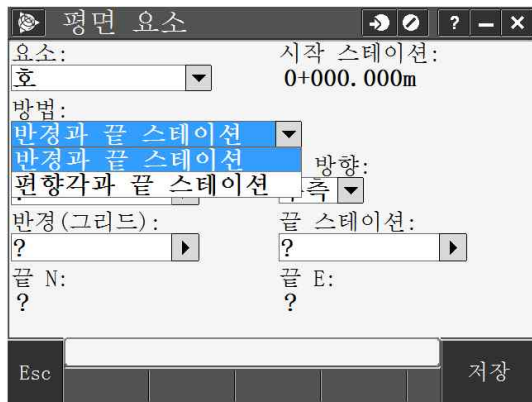 평면 요소
? – ×
요소:
시작 스테이션:
호
0+000.000m
방법:
반경과 끝 스테이션
반경과 끝 스테이션
편향각과 끝 스테이션
방향:
반경(그리드):
끝 스테이션:
?
?
끝 N:
끝 E:
?
?
Esc
저장